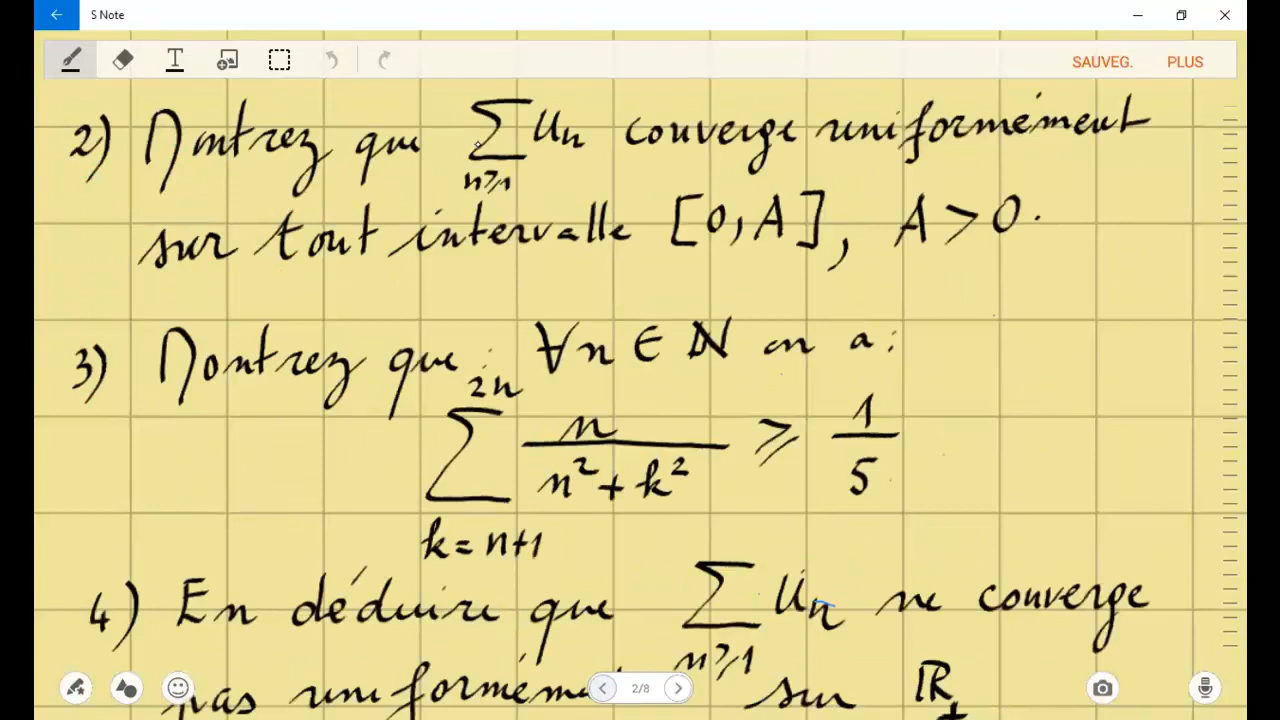 S Note
T
SAUVEG. PLUS
2) Montrez que ∑ Un converge uniformément
n≥1
sur tout intervalle [0,A], A>0.
3) Montrez que : ∀n ∈ ℕ on a :
2n
∑ n/(n²+k²) ≥ 1/5
k=n+1
4) En déduire que ∑ Un ne converge
n≥1
pas uniformément sur ℝ+
2/8